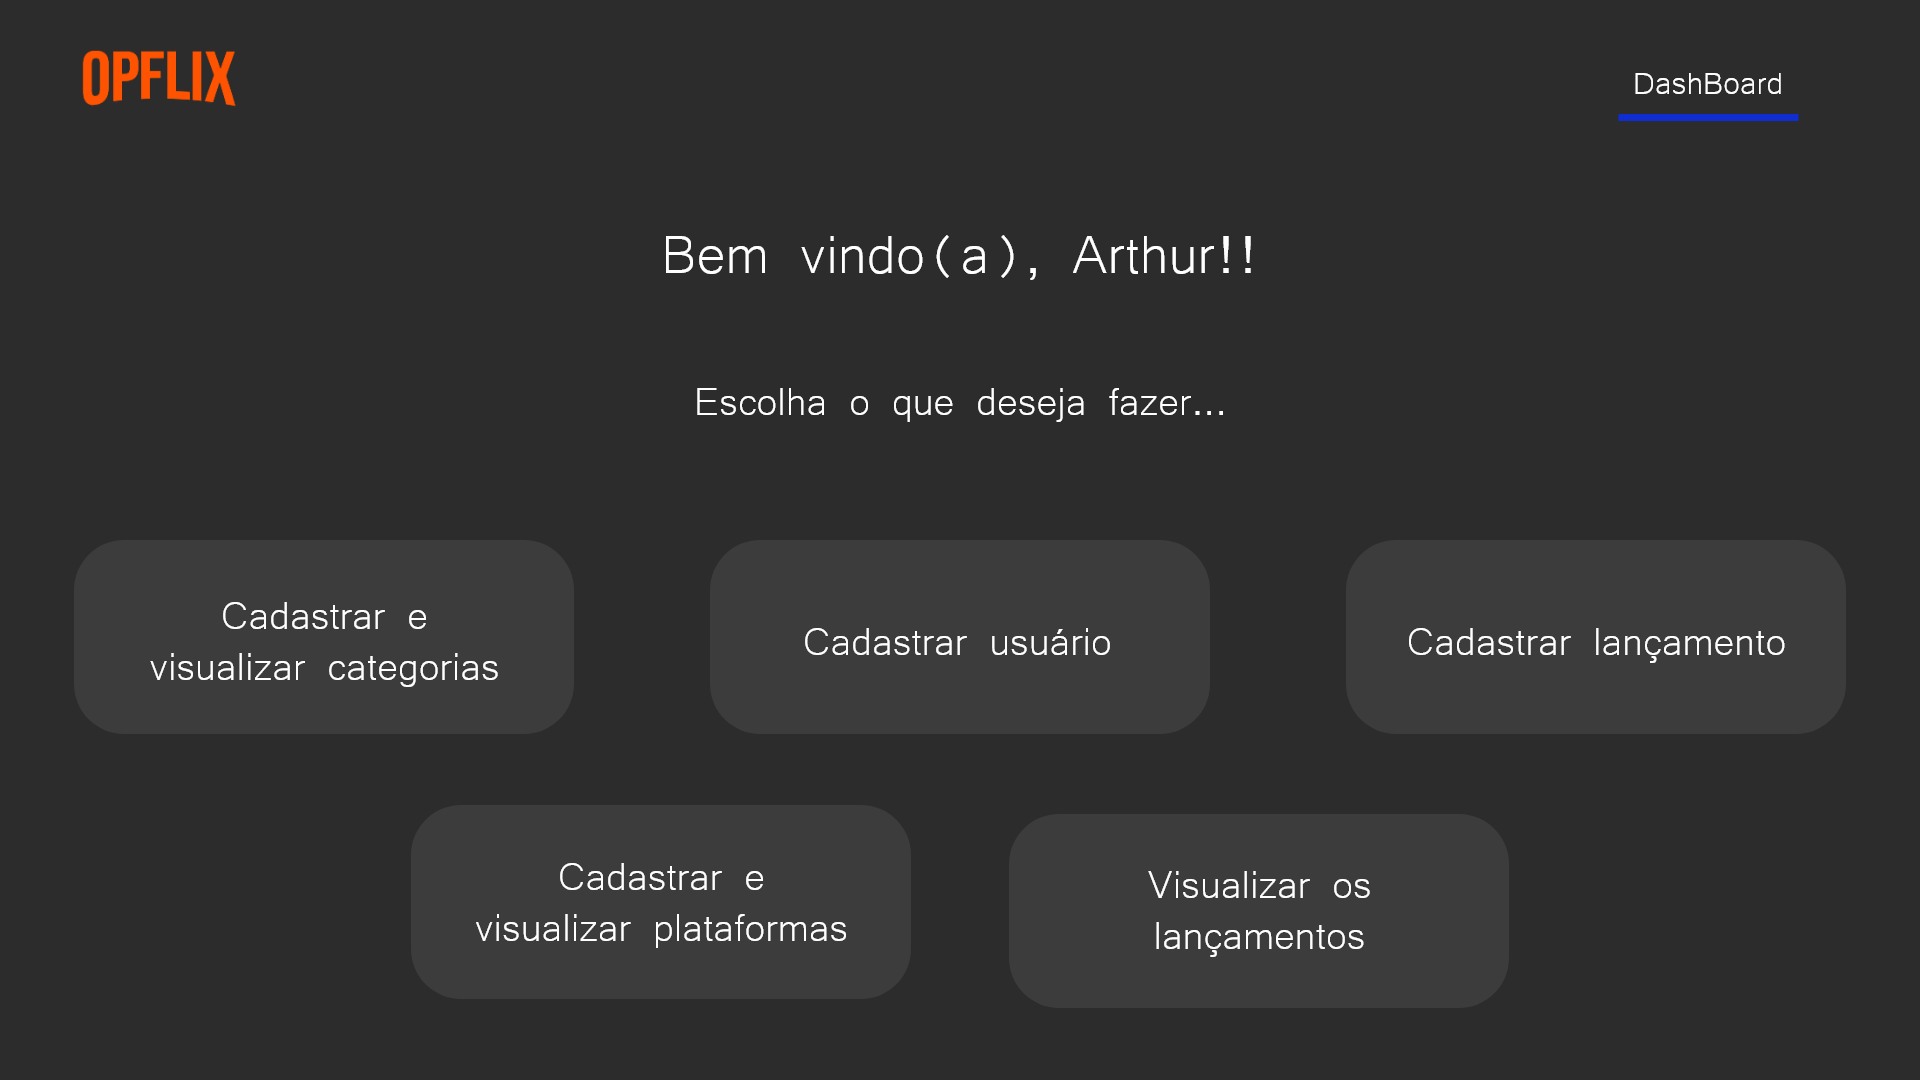 OPFLIX
DashBoard
Bem vindo(a), Arthur!!
Escolha o que deseja fazer...
Cadastrar e
visualizar categorias
Cadastrar usuário
Cadastrar lançamento
Cadastrar e
visualizar plataformas
Visualizar os
lançamentos